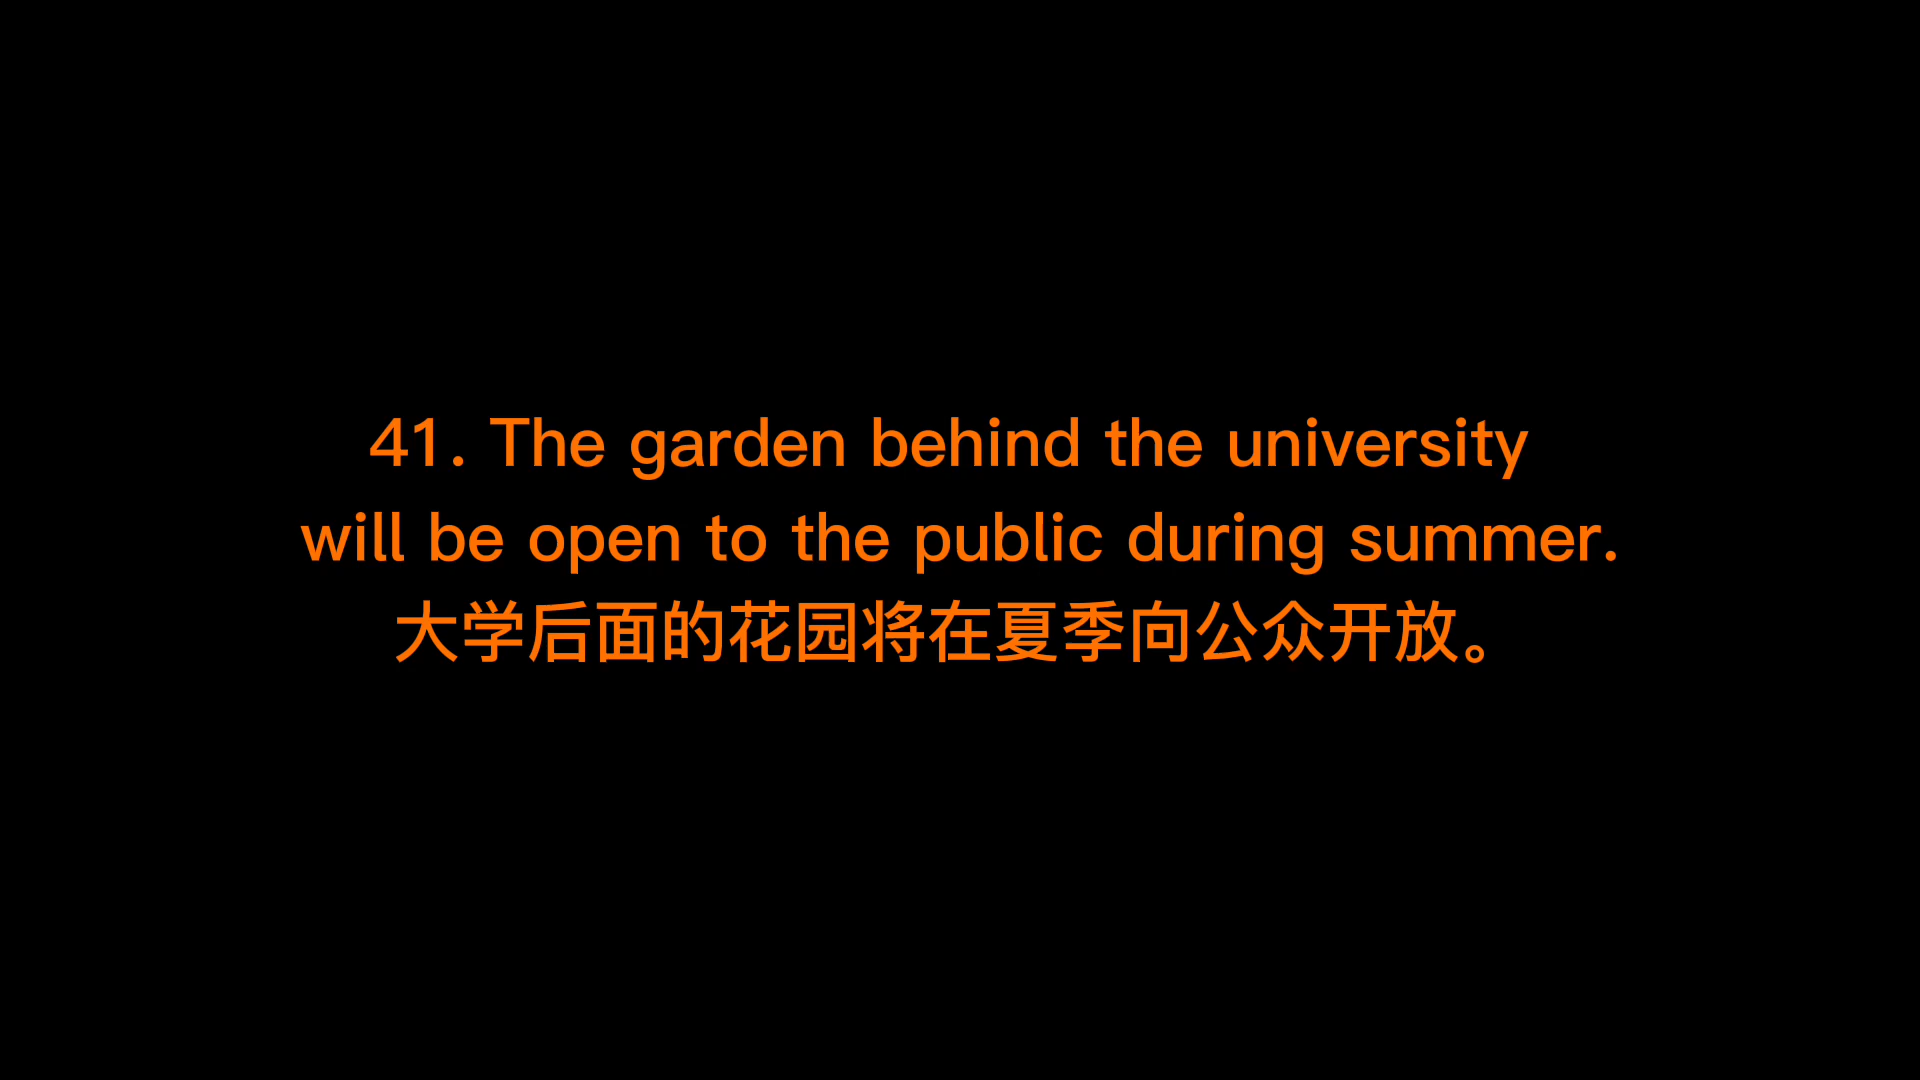 41. The garden behind the university
will be open to the public during summer.
大学后面的花园将在夏季向公众开放。